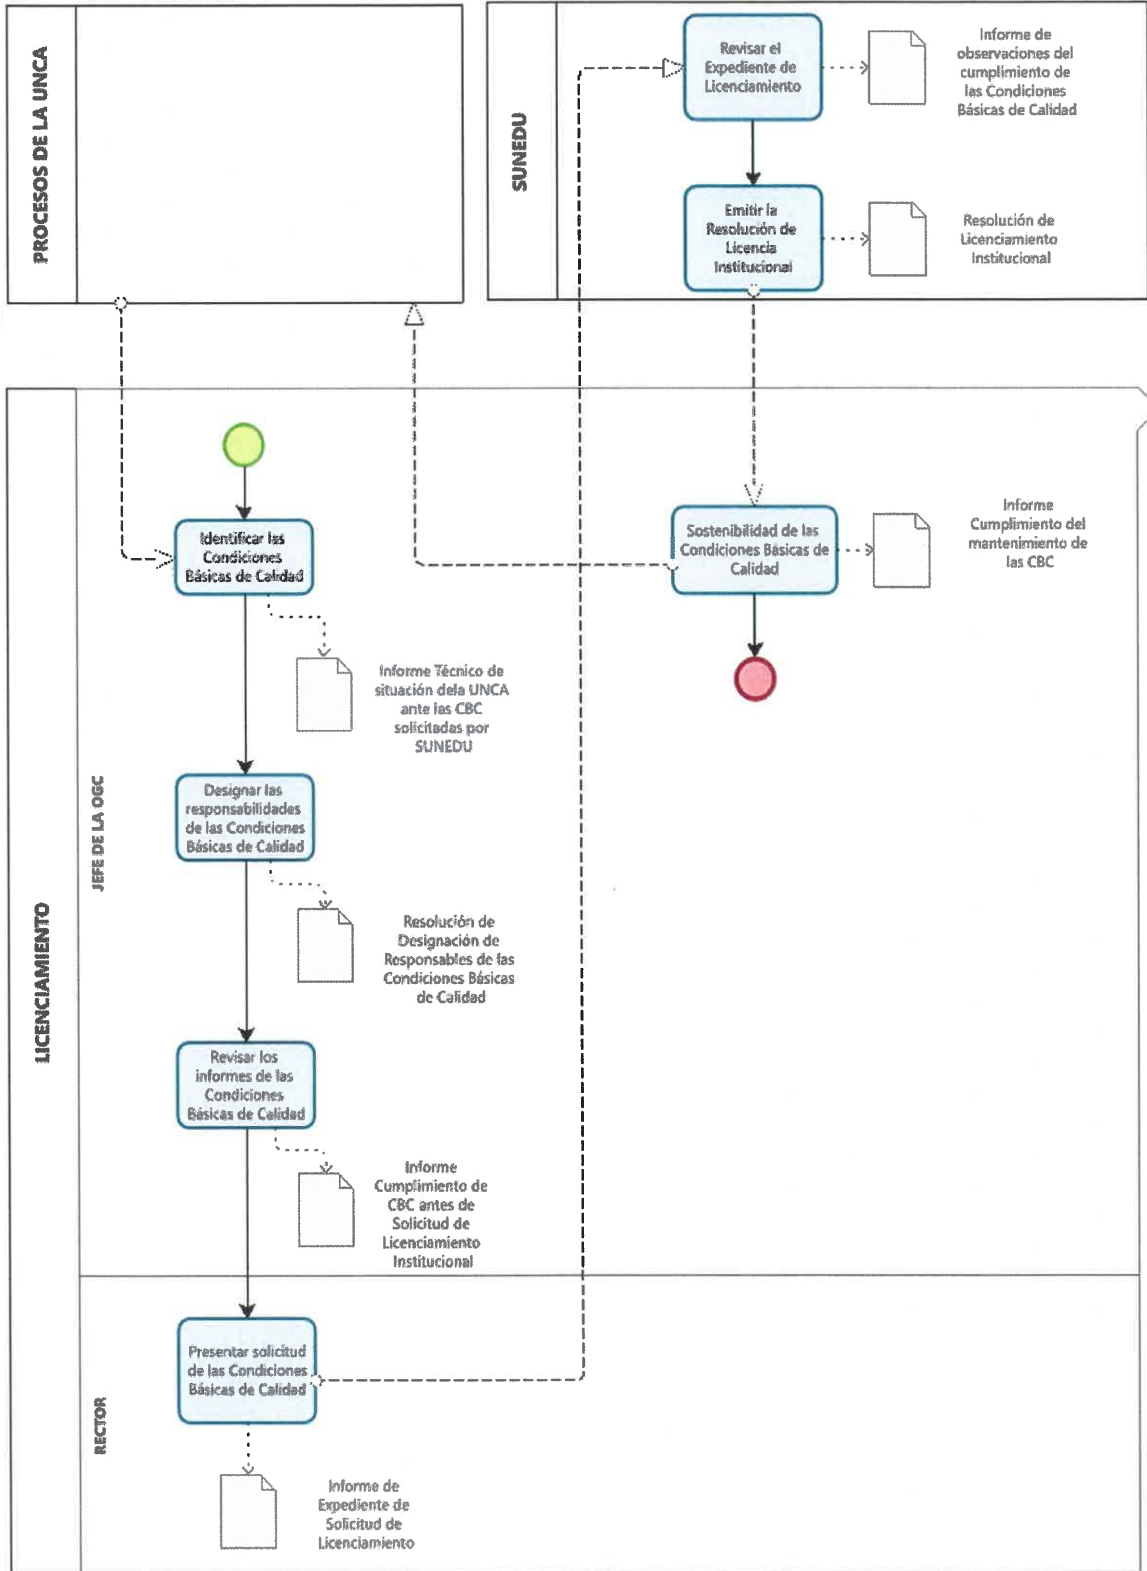 PROCESOS DE LA UNCA
SUNEDU
Revisar el
Expediente de
Licenciamiento
Informe de
observaciones del
cumplimiento de
las Condiciones
Básicas de Calidad
Emitir la
Resolución de
Licencia
Institucional
Resolución de
Licenciamiento
Institucional
LICENCIAMIENTO
JEFE DE LA OGC
Identificar las
Condiciones
Básicas de Calidad
Informe Técnico de
situación dela UNCA
ante las CBC
solicitadas por
SUNEDU
Sostenibilidad de las
Condiciones Básicas de
Calidad
Informe
Cumplimiento del
mantenimiento de
las CBC
Designar las
responsabilidades
de las Condiciones
Básicas de Calidad
Resolución de
Designación de
Responsables de las
Condiciones Básicas
de Calidad
Revisar los
informes de las
Condiciones
Básicas de Calidad
Informe
Cumplimiento de
CBC antes de
Solicitud de
Licenciamiento
Institucional
RECTOR
Presentar solicitud
de las Condiciones
Básicas de Calidad
Informe de
Expediente de
Solicitud de
Licenciamiento